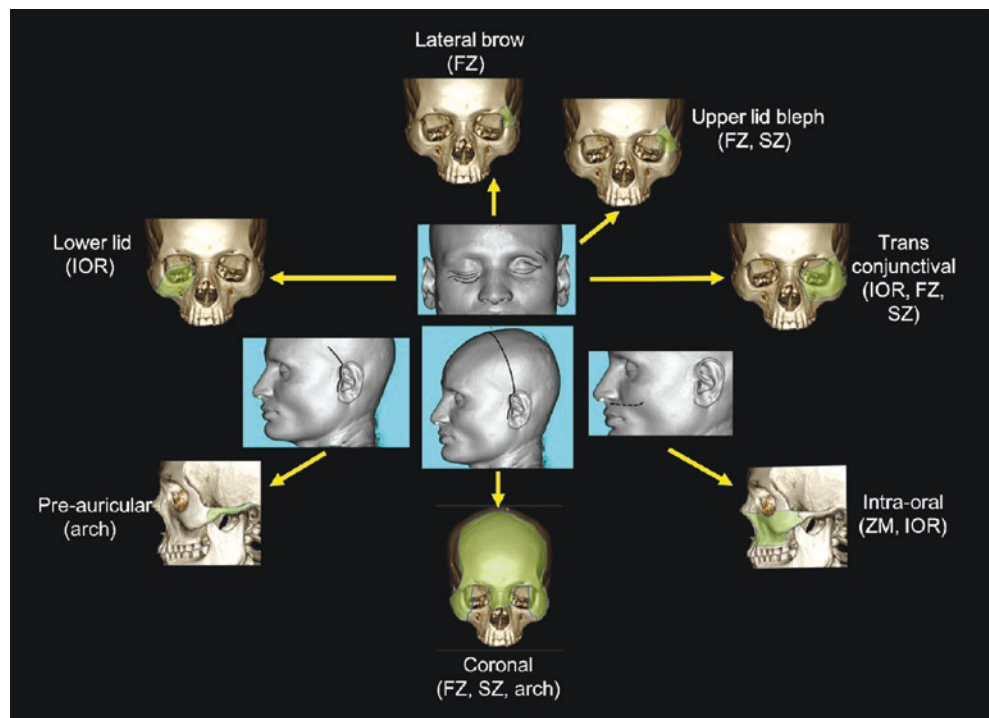 Lateral brow
(FZ)
Upper lid bleph
(FZ, SZ)
Lower lid
(IOR)
Trans
conjunctival
(IOR, FZ,
SZ)
Pre-auricular
(arch)
Intra-oral
(ZM, IOR)
Coronal
(FZ, SZ, arch)